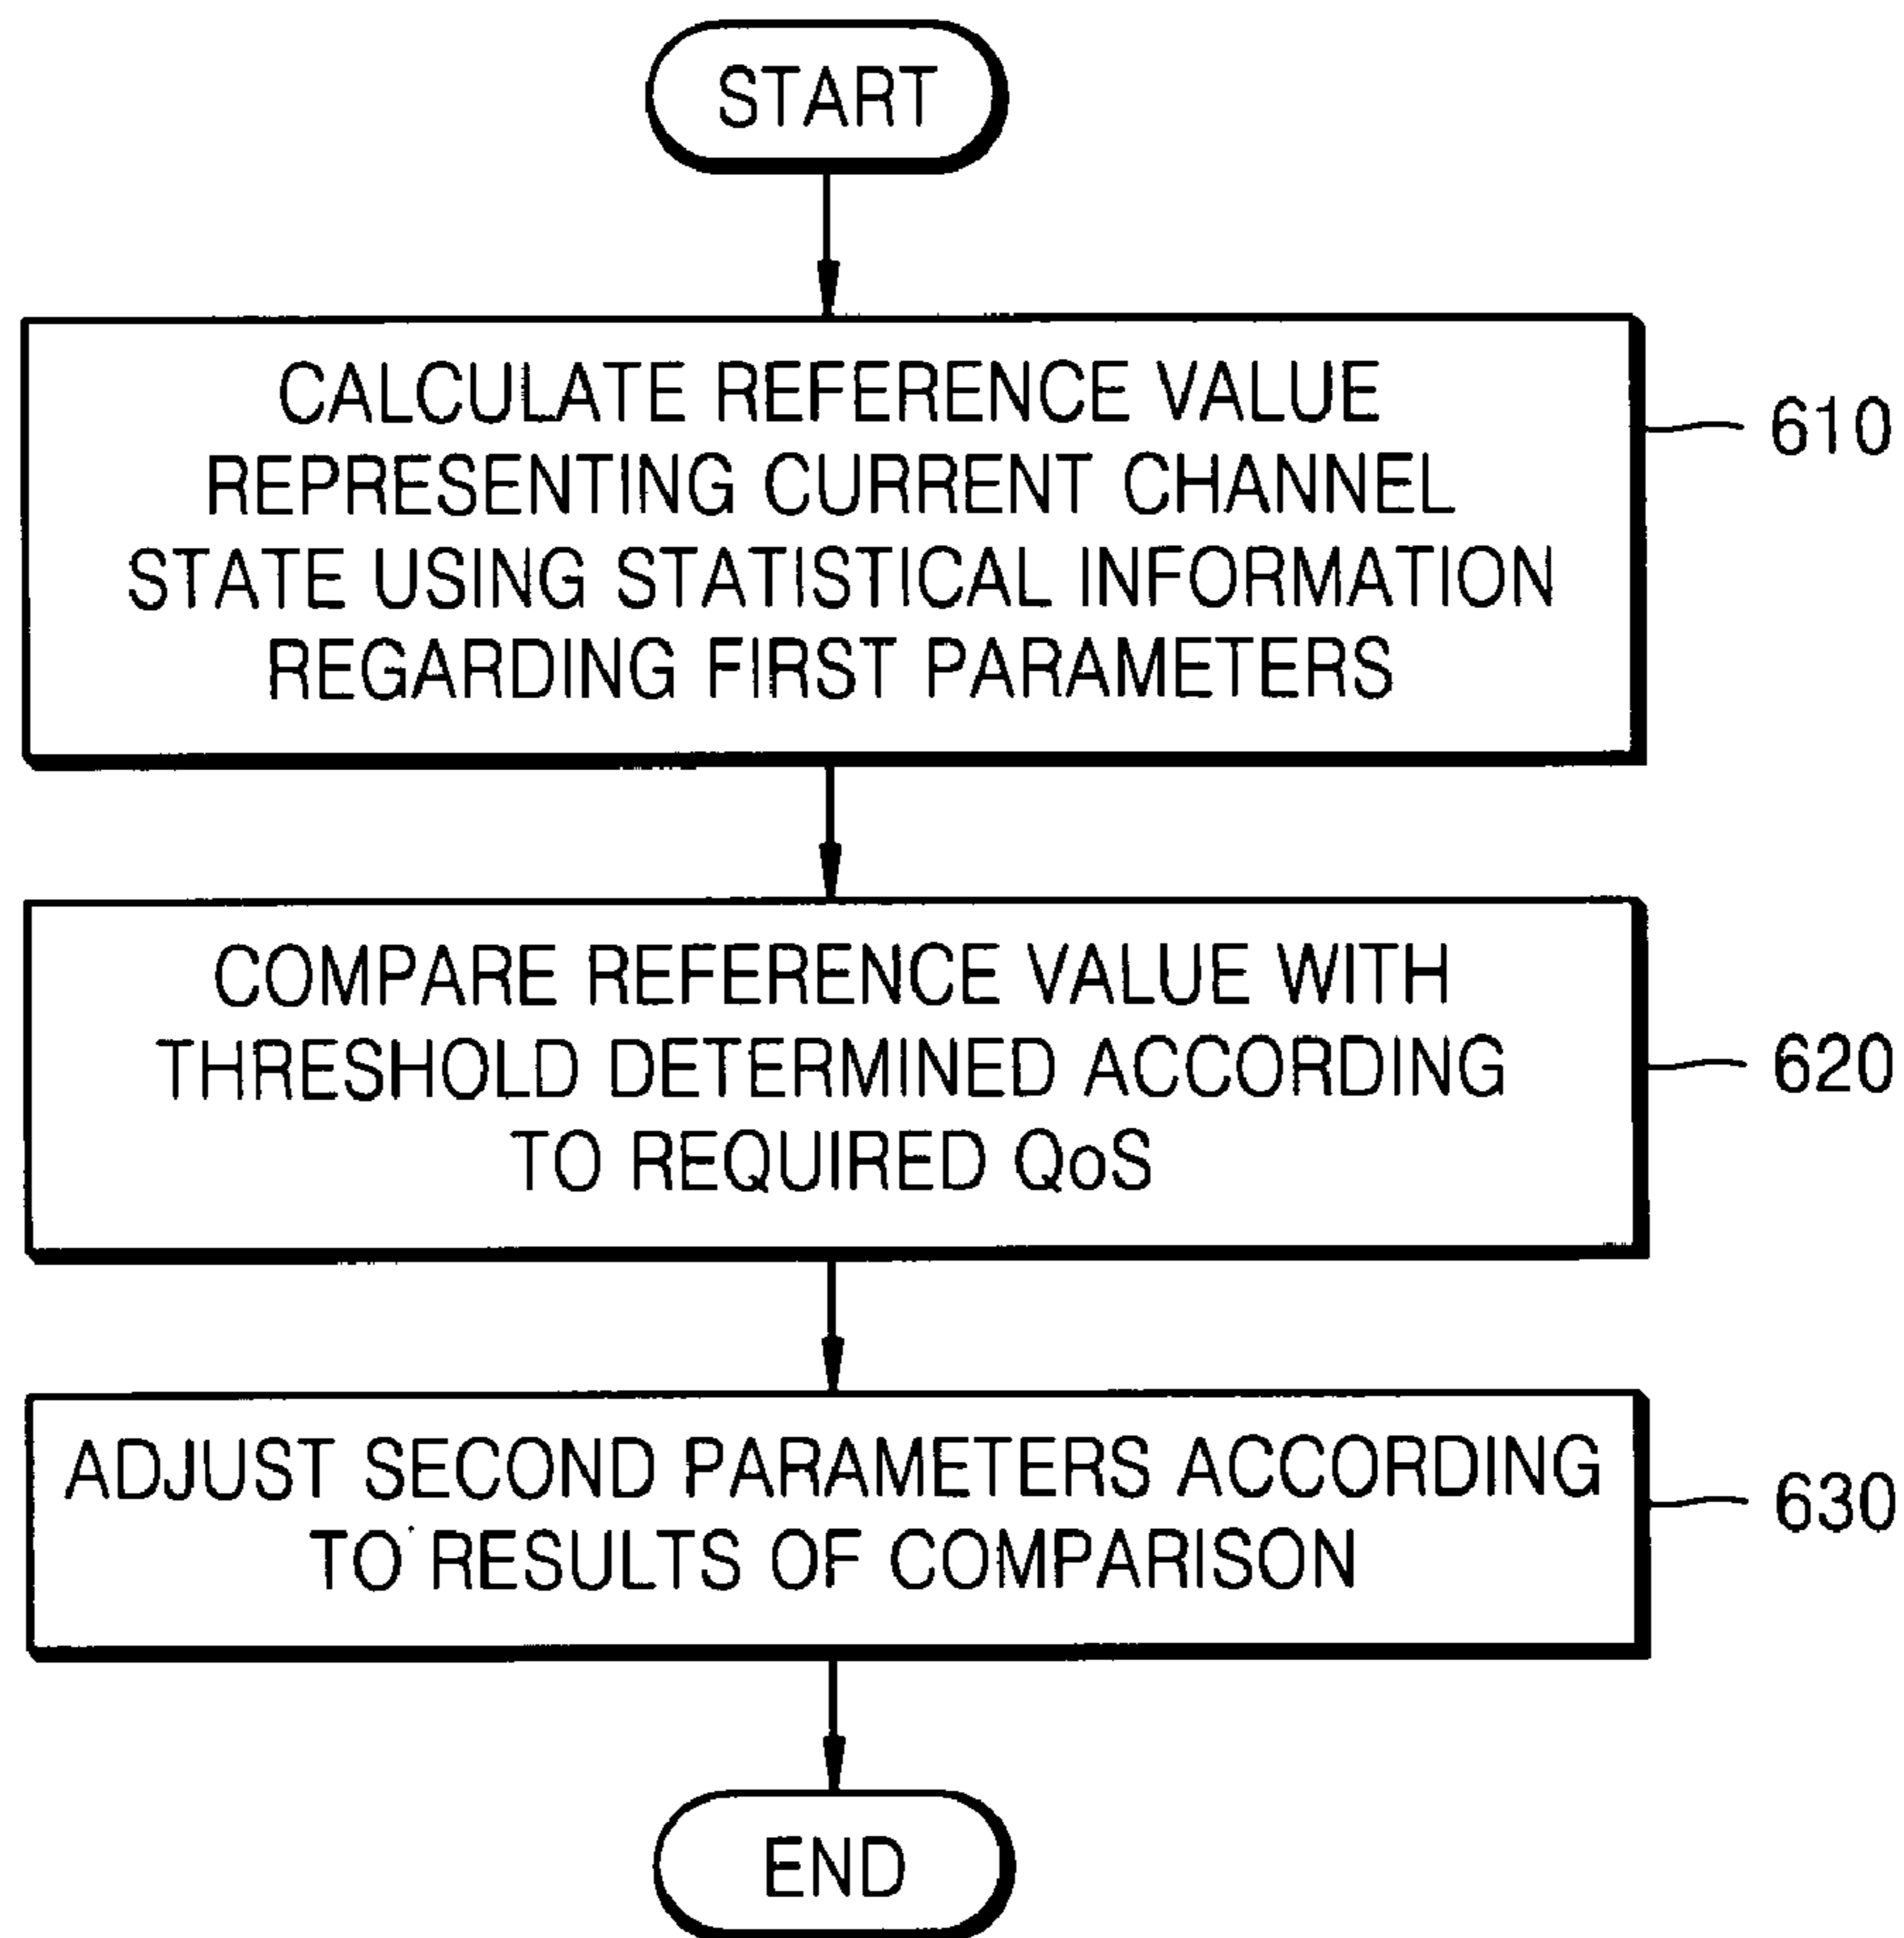 START
CALCULATE REFERENCE VALUE
REPRESENTING CURRENT CHANNEL
STATE USING STATISTICAL INFORMATION
REGARDING FIRST PARAMETERS
610
COMPARE REFERENCE VALUE WITH
THRESHOLD DETERMINED ACCORDING
TO REQUIRED QoS
620
ADJUST SECOND PARAMETERS ACCORDING
TO RESULTS OF COMPARISON
630
END